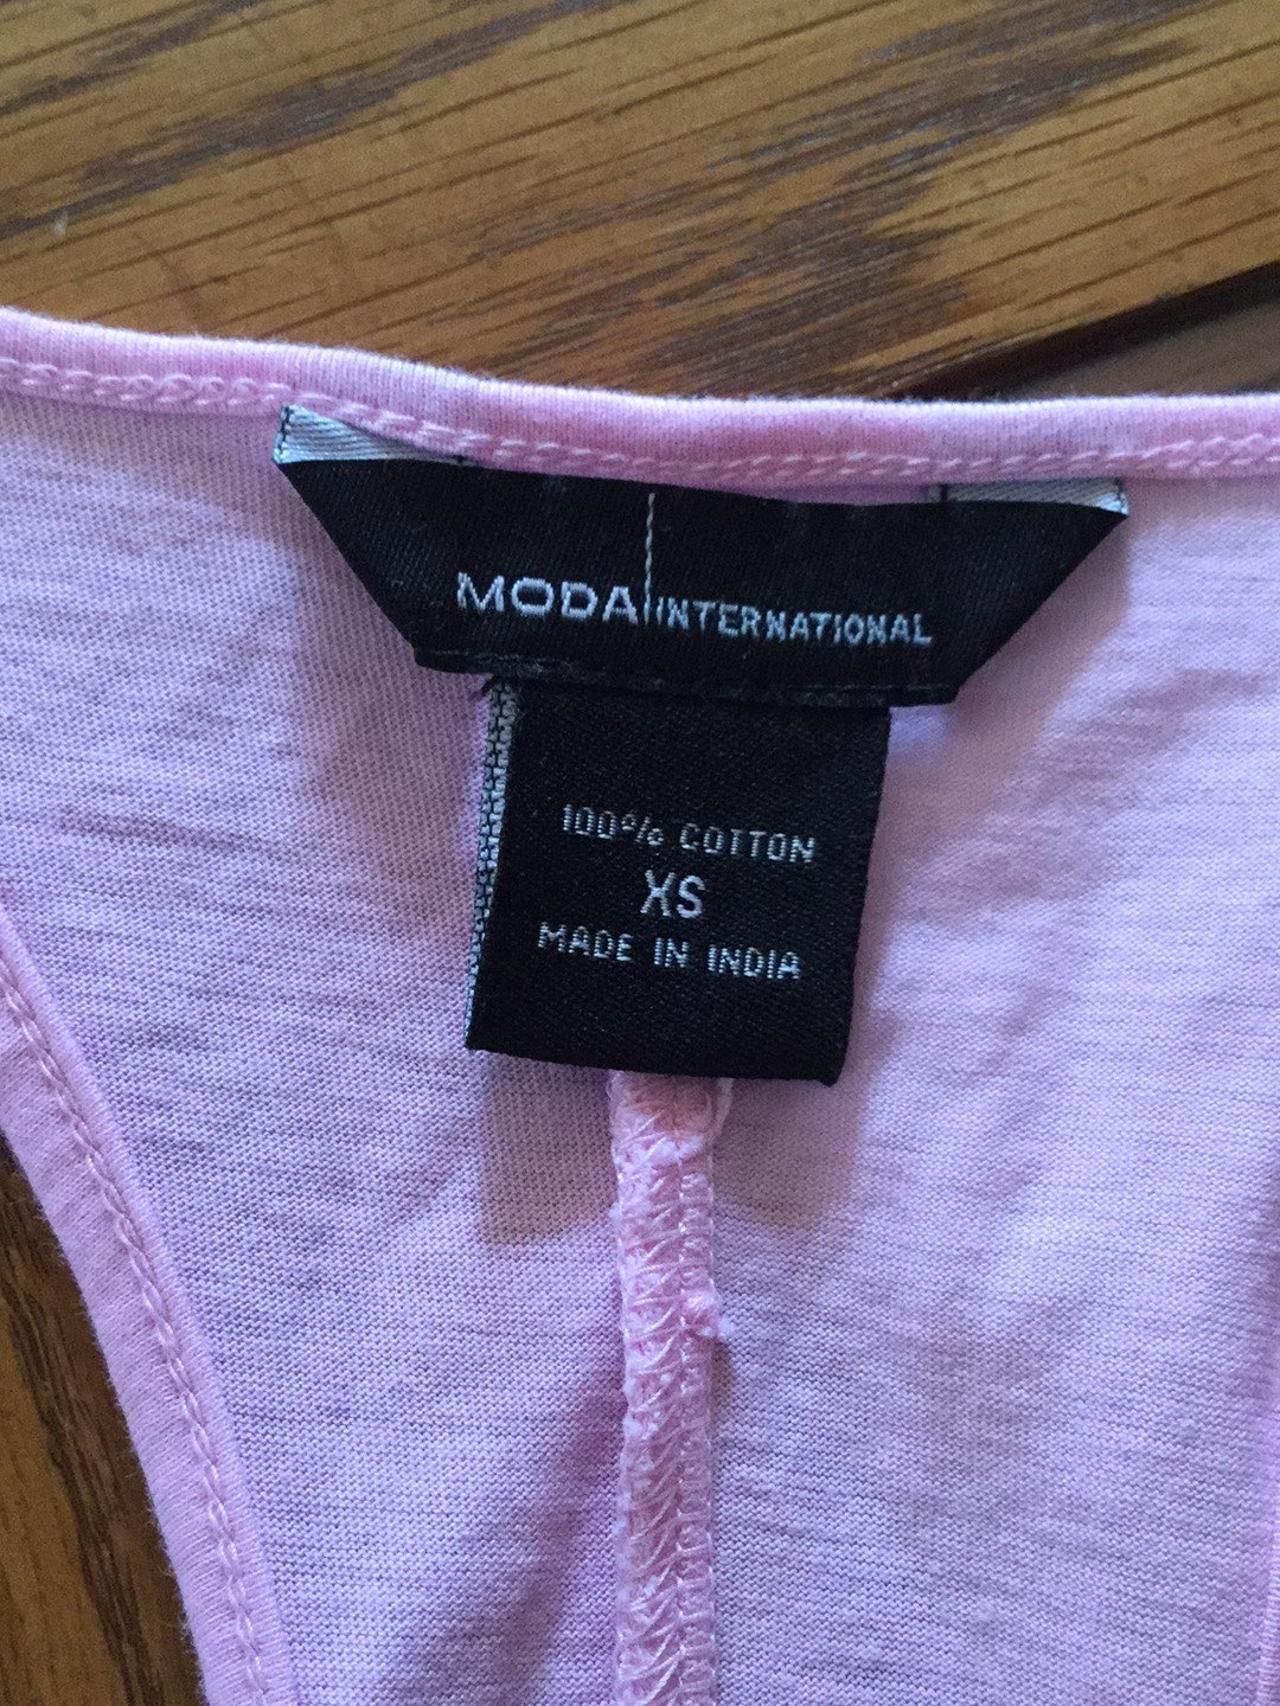 MODA INTERNATIONAL
100% COTTON
XS
MADE IN INDIA